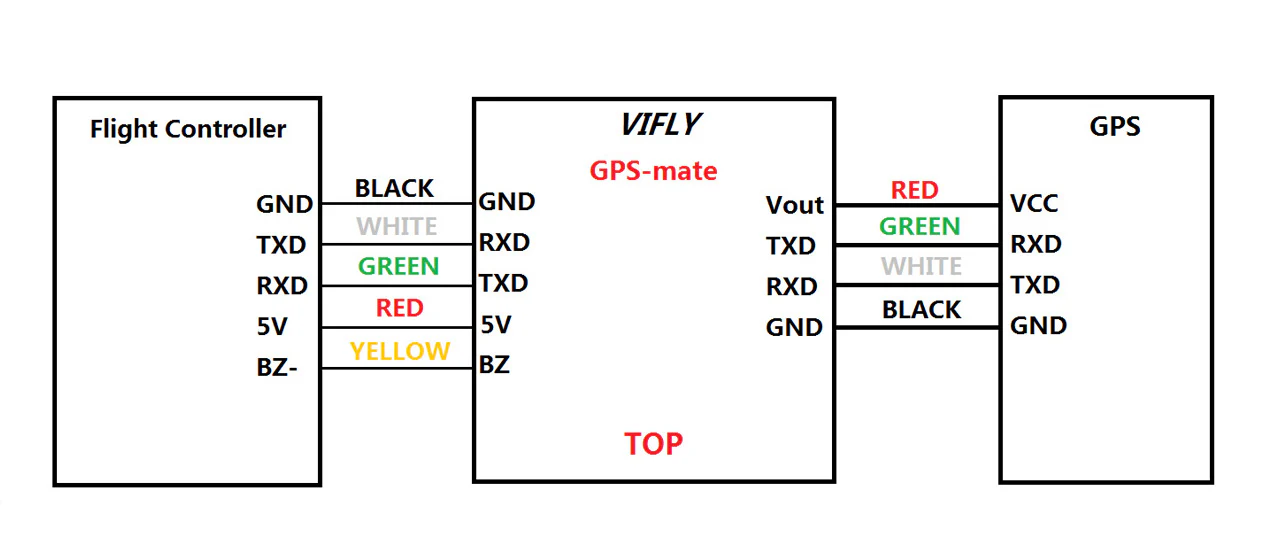 Flight Controller
GND
TXD
RXD
5V
BZ-
BLACK
WHITE
GREEN
RED
YELLOW
VIFLY
GPS-mate
GND
RXD
TXD
5V
BZ
Vout
TXD
RXD
GND
TOP
RED
GREEN
WHITE
BLACK
GPS
VCC
RXD
TXD
GND